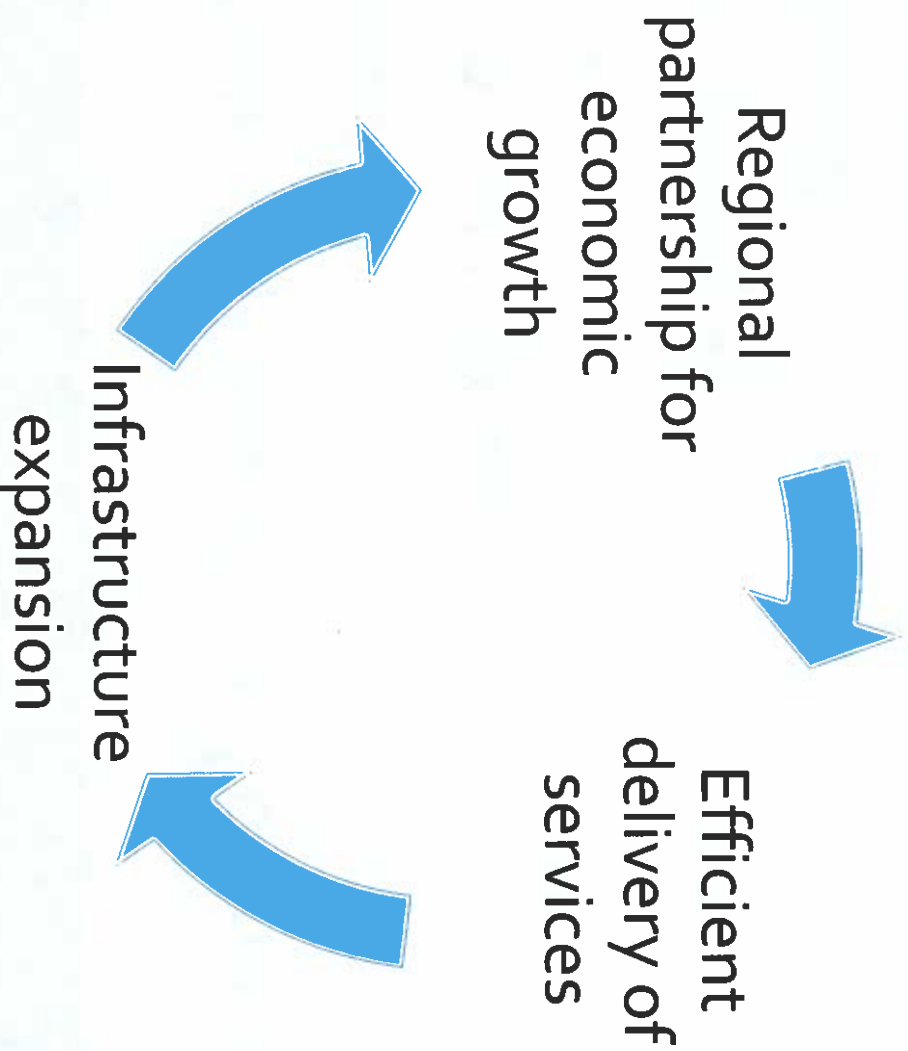 Regional
partnership for
economic
growth
Efficient
delivery of
services
Infrastructure
expansion